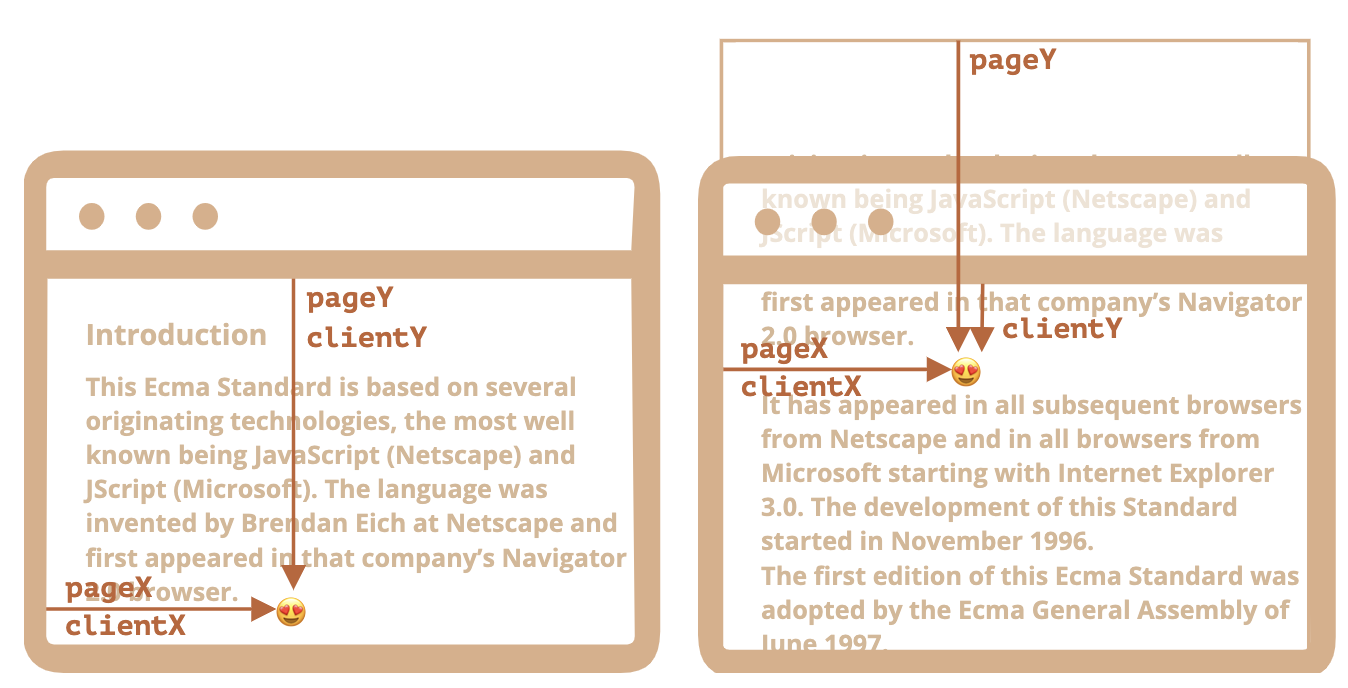 pageY
clientY
Introduction
This Ecma Standard is based on several
originating technologies, the most well
known being JavaScript (Netscape) and
JScript (Microsoft). The language was
invented by Brendan Eich at Netscape and
first appeared in that company’s Navigator
2.0 browser.
pageX
clientX
pageY
known being JavaScript (Netscape) and
JScript (Microsoft). The language was
first appeared in that company’s Navigator
2.0 browser.
clientY
pageX
clientX
It has appeared in all subsequent browsers
from Netscape and in all browsers from
Microsoft starting with Internet Explorer
3.0. The development of this Standard
started in November 1996.
The first edition of this Ecma Standard was
adopted by the Ecma General Assembly of
June 1997.